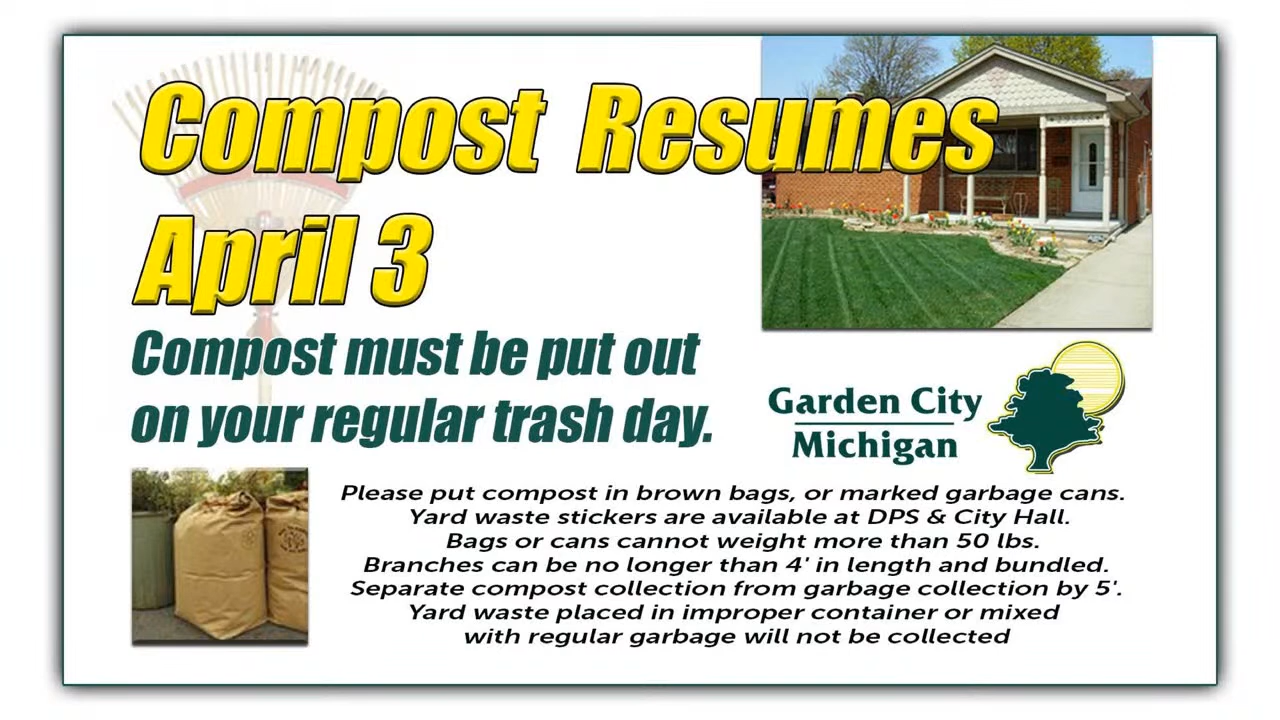 Compost Resumes
April 3
Compost must be put out
on your regular trash day.
Garden City
Michigan
Please put compost in brown bags, or marked garbage cans.
Yard waste stickers are available at DPS & City Hall.
Bags or cans cannot weight more than 50 lbs.
Branches can be no longer than 4' in length and bundled.
Separate compost collection from garbage collection by 5'.
Yard waste placed in improper container or mixed
with regular garbage will not be collected